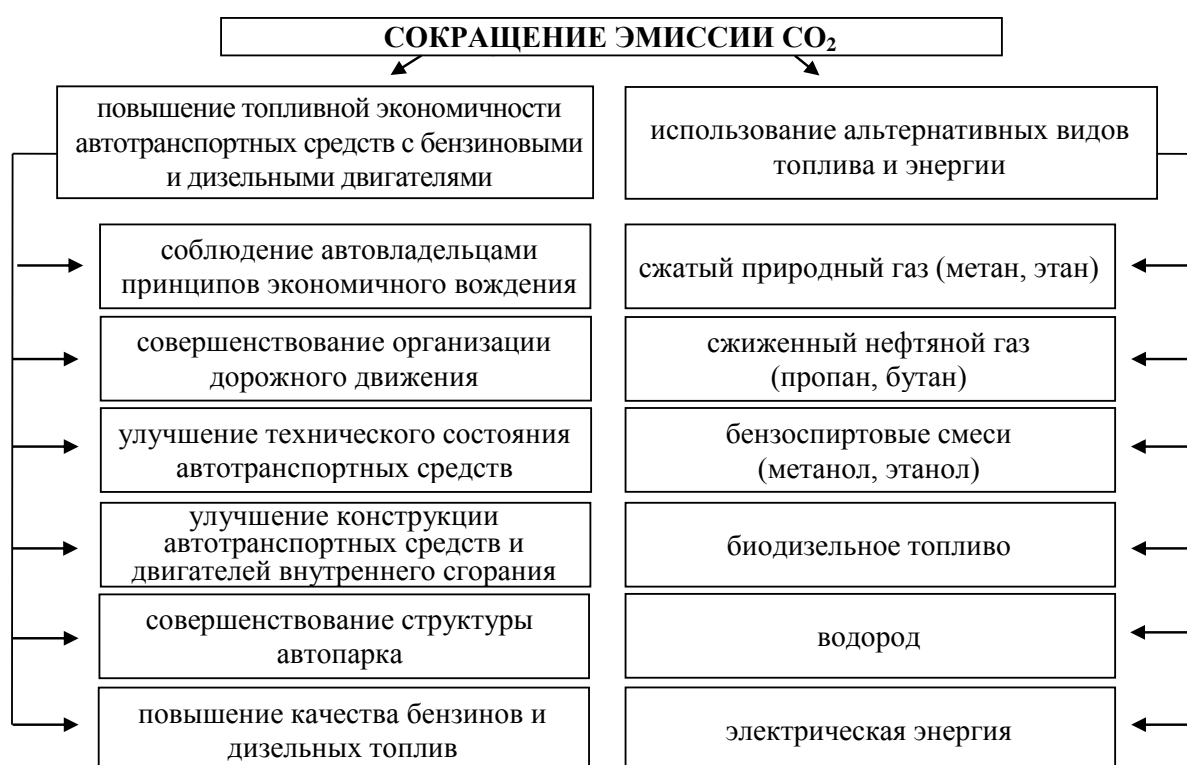 СОКРАЩЕНИЕ ЭМИССИИ CO₂
повышение топливной экономичности
автотранспортных средств с бензиновыми
и дизельными двигателями
использование альтернативных видов
топлива и энергии
соблюдение автовладельцами
принципов экономичного вождения
совершенствование организации
дорожного движения
улучшение технического состояния
автотранспортных средств
улучшение конструкции
автотранспортных средств и
двигателей внутреннего сгорания
совершенствование структуры
автопарка
повышение качества бензинов и
дизельных топлив
сжатый природный газ (метан, этан)
сжиженный нефтяной газ
(пропан, бутан)
бензоспиртовые смеси
(метанол, этанол)
биодизельное топливо
водород
электрическая энергия